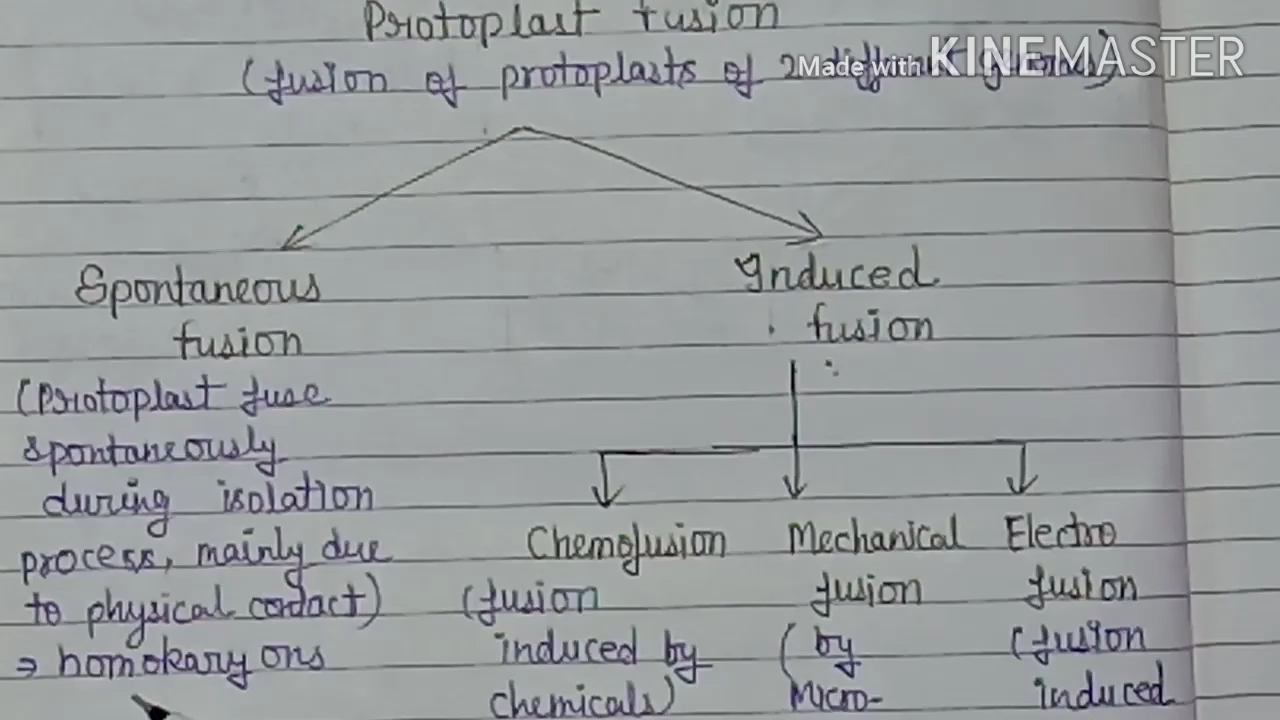 Protoplast fusion
(fusion of protoplasts of 2 different genomes)
Made with KINEMASTER
Spontaneous
fusion
(Protoplast fuse
spontaneously
during isolation
process, mainly due
to physical contact)
⇒ homokaryons
Induced
fusion
Chemofusion
(fusion
induced by
chemicals)
Mechanical
fusion
(by
Micro-
Electro
fusion
(fusion
induced